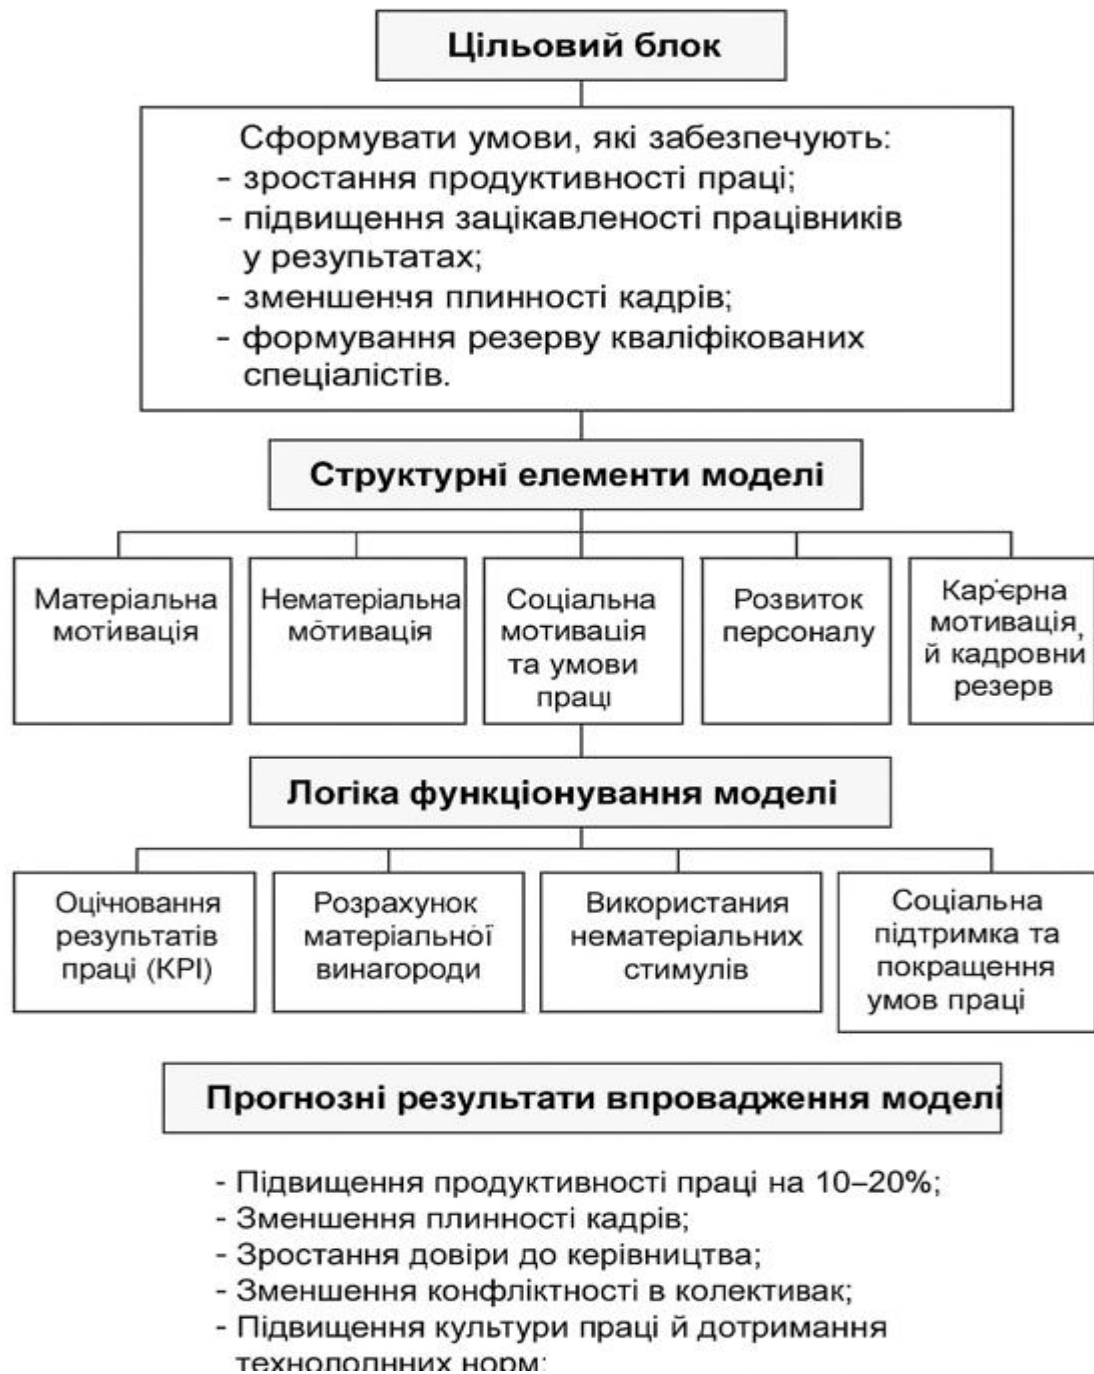 Цільовий блок
Сформувати умови, які забезпечують:
- зростання продуктивності праці;
- підвищення зацікавленості працівників
у результатах;
- зменшенчя плинності кадрів;
- формування резерву кваліфікованих
спеціалістів.
Структурні елементи моделі
Матеріальна
мотивація
Нематеріальна
мотивація
Соціальна
мотивація
та умови
праці
Розвиток
персоналу
Кар'єрна
мотивація,
й кадровни
резерв
Логіка функціонування моделі
Оцічновання
результатів
праці (KPI)
Розрахунок
матеріальної
винагороди
Використания
нематеріальних
стимулів
Соціальна
підтримка та
покращення
умов праці
Прогнозні результати впровадження моделі
- Підвищення продуктивності праці на 10–20%;
- Зменшення плинності кадрів;
- Зростання довіри до керівництва;
- Зменшення конфліктності в колективак;
- Підвищення культури праці й дотримання
норм;